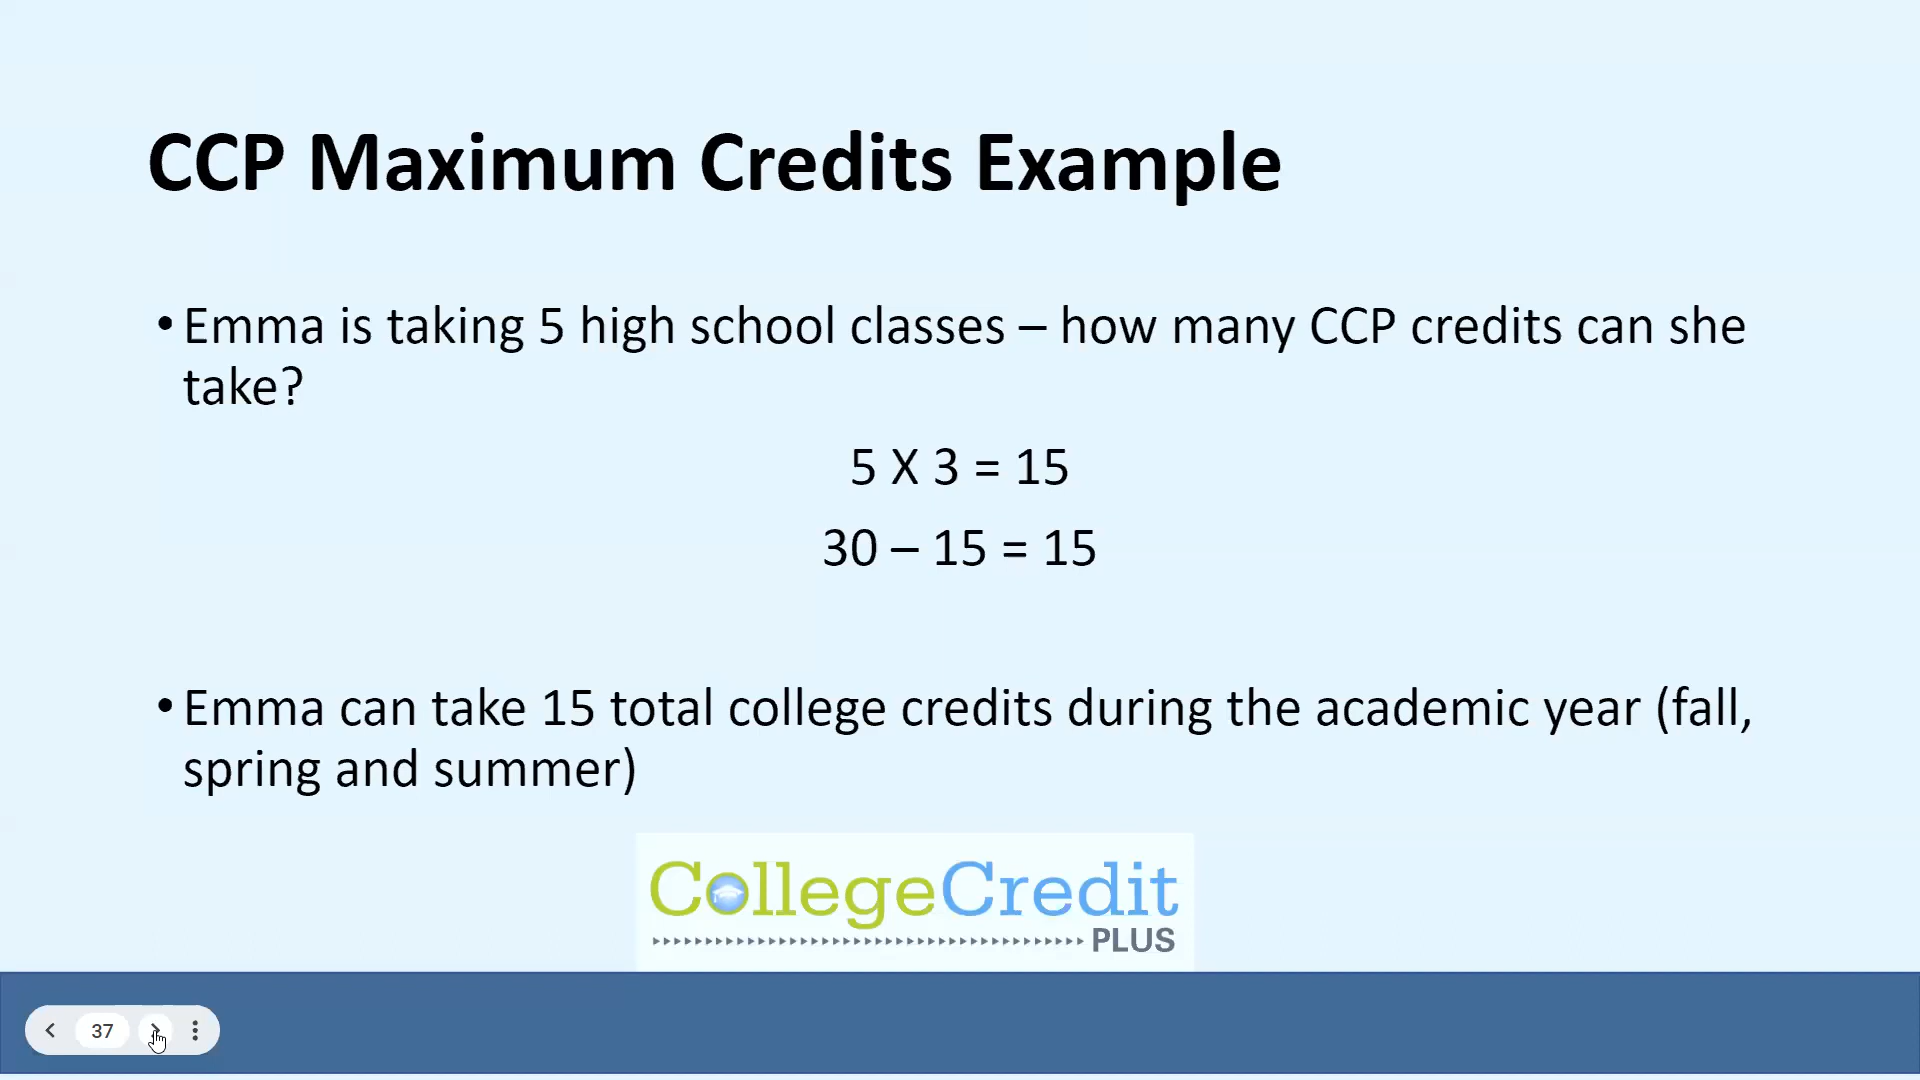 CCP Maximum Credits Example
• Emma is taking 5 high school classes – how many CCP credits can she
take?
5 X 3 = 15
30 – 15 = 15
• Emma can take 15 total college credits during the academic year (fall,
spring and summer)
CollegeCredit
PLUS
37